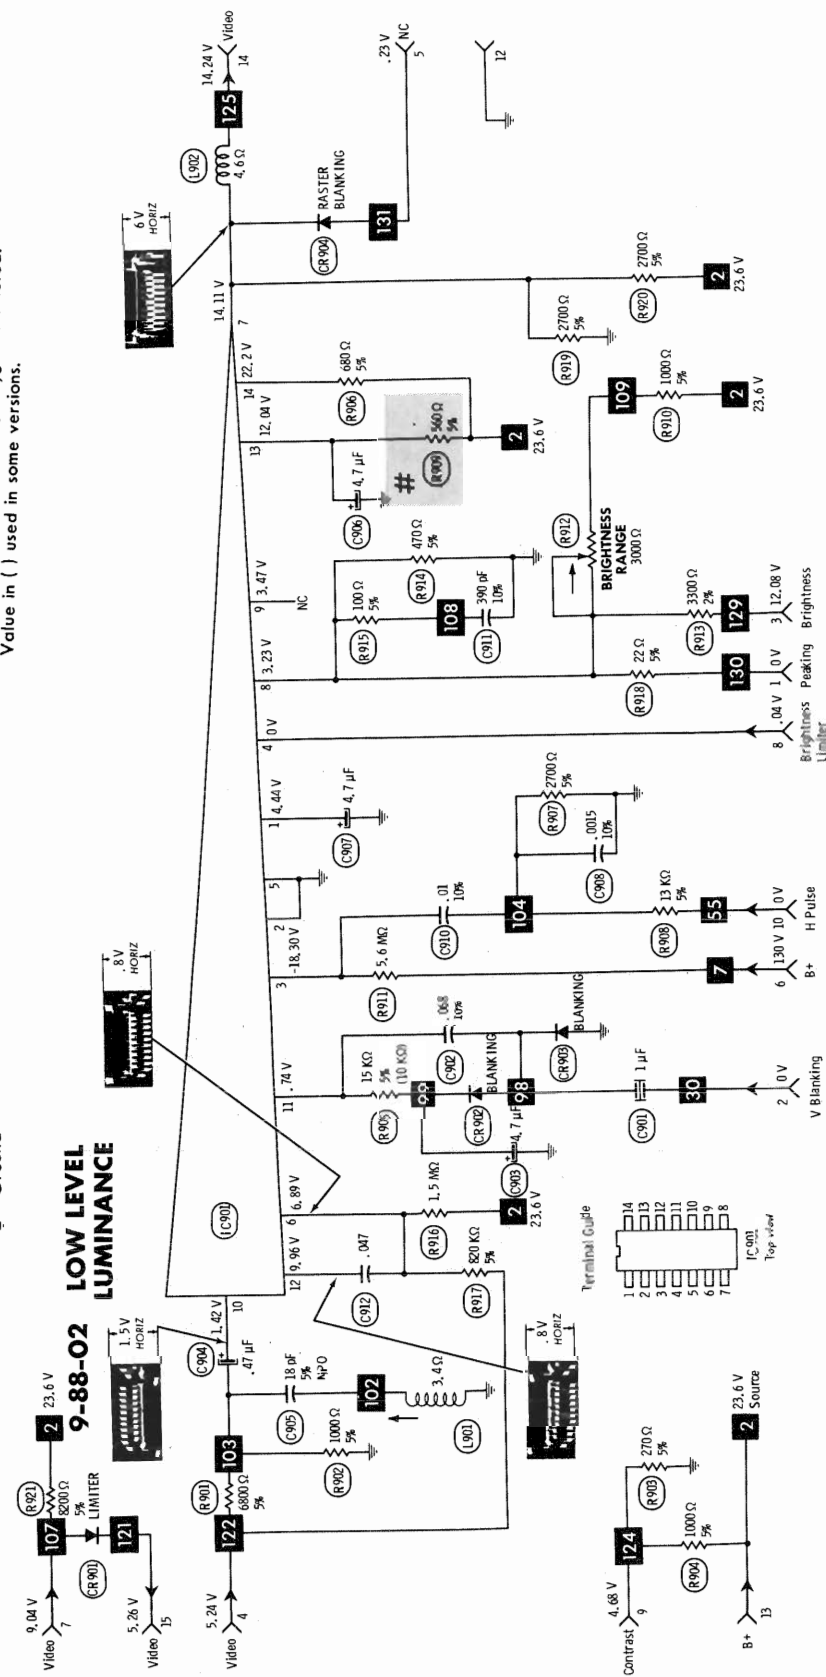 Value in ( ) used in some versions.
9-88-02
LOW LEVEL
LUMINANCE
9.04 V
Video
7
107
R921
8200 Ω
5%
2
23.6 V
CR901
LIMITER
121
5.26 V
Video
15
5.24 V
Video
4
122
R901
6800 Ω
5%
103
R902
1000 Ω
5%
C905
18 pF
5%
NPO
102
L901
3.4 Ω
C904
.47 µF
1.42 V
10
1.5 V
HORIZ
IC901
12
9.96 V
C912
.047
R917
820 KΩ
5%
6
6.89 V
R916
1.5 MΩ
2
23.6 V
.8 V
HORIZ
.8 V
HORIZ
11
.74 V
R905
15 KΩ
5%
(10 KΩ)
99
C902
.068
10%
CR902
BLANKING
98
C903
4.7 µF
CR903
BLANKING
C901
1 µF
30
2
0 V
V Blanking
3
-18.30 V
R911
5.6 MΩ
7
6
130 V
B+
C910
.01
10%
104
R908
13 KΩ
5%
55
10
0 V
H Pulse
R907
2700 Ω
5%
C908
.0015
10%
2
5
1
4.44 V
C907
4.7 µF
4
0 V
8
.04 V
Brightness
Limiter
8
3.23 V
R915
100 Ω
5%
108
C911
390 pF
10%
R914
470 Ω
5%
R918
22 Ω
5%
130
1
0 V
Peaking
R912
BRIGHTNESS
RANGE
3000 Ω
R913
3300 Ω
2%
129
3
12.08 V
Brightness
109
R910
1000 Ω
5%
2
23.6 V
9
3.47 V
NC
13
12.04 V
C906
4.7 µF
#
R909
560 Ω
5%
2
23.6 V
14
22.2 V
R906
680 Ω
5%
7
14.11 V
R919
2700 Ω
5%
R920
2700 Ω
5%
2
23.6 V
6 V
HORIZ
CR904
RASTER
BLANKING
131
.23 V
NC
5
12
L902
4.6 Ω
125
14.24 V
Video
14
Terminal Guide
1
2
3
4
5
6
7
14
13
12
11
10
9
8
IC901
Top view
4.68 V
Contrast
9
124
R903
270 Ω
5%
R904
1000 Ω
5%
B+
13
2
23.6 V
Source